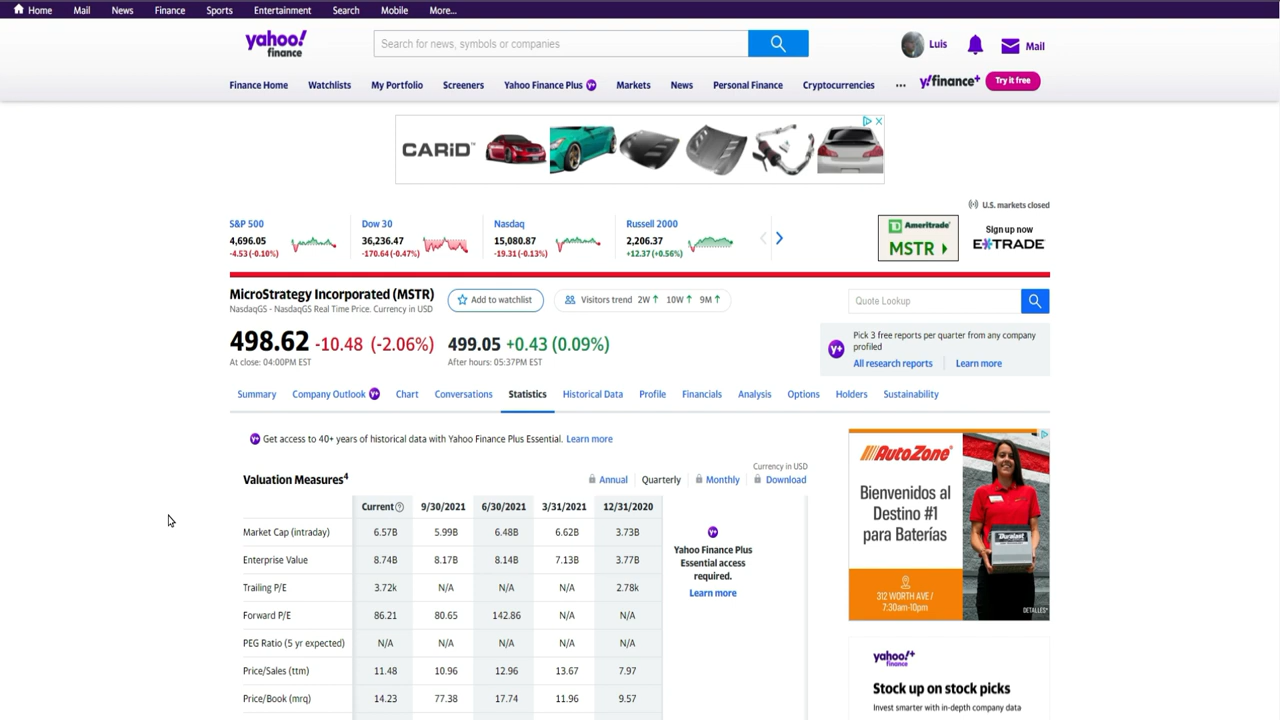 Home Mail News Finance Sports Entertainment Search Mobile More...
yahoo!
finance
Search for news, symbols or companies
Luis
Mail
Finance Home Watchlists My Portfolio Screeners Yahoo Finance Plus Y+ Markets News Personal Finance Cryptocurrencies ... y!finance+ Try it free
CARiD
U.S. markets closed
S&P 500
4,696.05
-4.53 (-0.10%)
Dow 30
36,236.47
-170.64 (-0.47%)
Nasdaq
15,080.87
-19.31 (-0.13%)
Russell 2000
2,206.37
+12.37 (+0.56%)
TD Ameritrade
MSTR
Sign up now
E*TRADE
MicroStrategy Incorporated (MSTR)
NasdaqGS - NasdaqGS Real Time Price. Currency in USD
Add to watchlist
Visitors trend 2W↑ 10W↑ 9M↑
Quote Lookup
498.62 -10.48 (-2.06%)
At close: 04:00PM EST
499.05 +0.43 (0.09%)
After hours: 05:37PM EST
y+
Pick 3 free reports per quarter from any company
profiled
All research reports Learn more
Summary Company Outlook Y+ Chart Conversations Statistics Historical Data Profile Financials Analysis Options Holders Sustainability
Y+ Get access to 40+ years of historical data with Yahoo Finance Plus Essential. Learn more
Currency in USD
Valuation Measures4
Annual Quarterly Monthly Download
Current 9/30/2021 6/30/2021 3/31/2021 12/31/2020
Market Cap (intraday) 6.57B 5.99B 6.48B 6.62B 3.73B
Enterprise Value 8.74B 8.17B 8.14B 7.13B 3.77B
Trailing P/E 3.72k N/A N/A N/A 2.78k
Forward P/E 86.21 80.65 142.86 N/A N/A
PEG Ratio (5 yr expected) N/A N/A N/A N/A N/A
Price/Sales (ttm) 11.48 10.96 12.96 13.67 7.97
Price/Book (mrq) 14.23 77.38 17.74 11.96 9.57
Y+
Yahoo Finance Plus
Essential access
required.
Learn more
AutoZone
Bienvenidos al
Destino #1
para Baterías
312 WORTH AVE /
7:30am-10pm
Duralast
DETALLES*
yahoo!+
finance
Stock up on stock picks
Invest smarter with in-depth company data